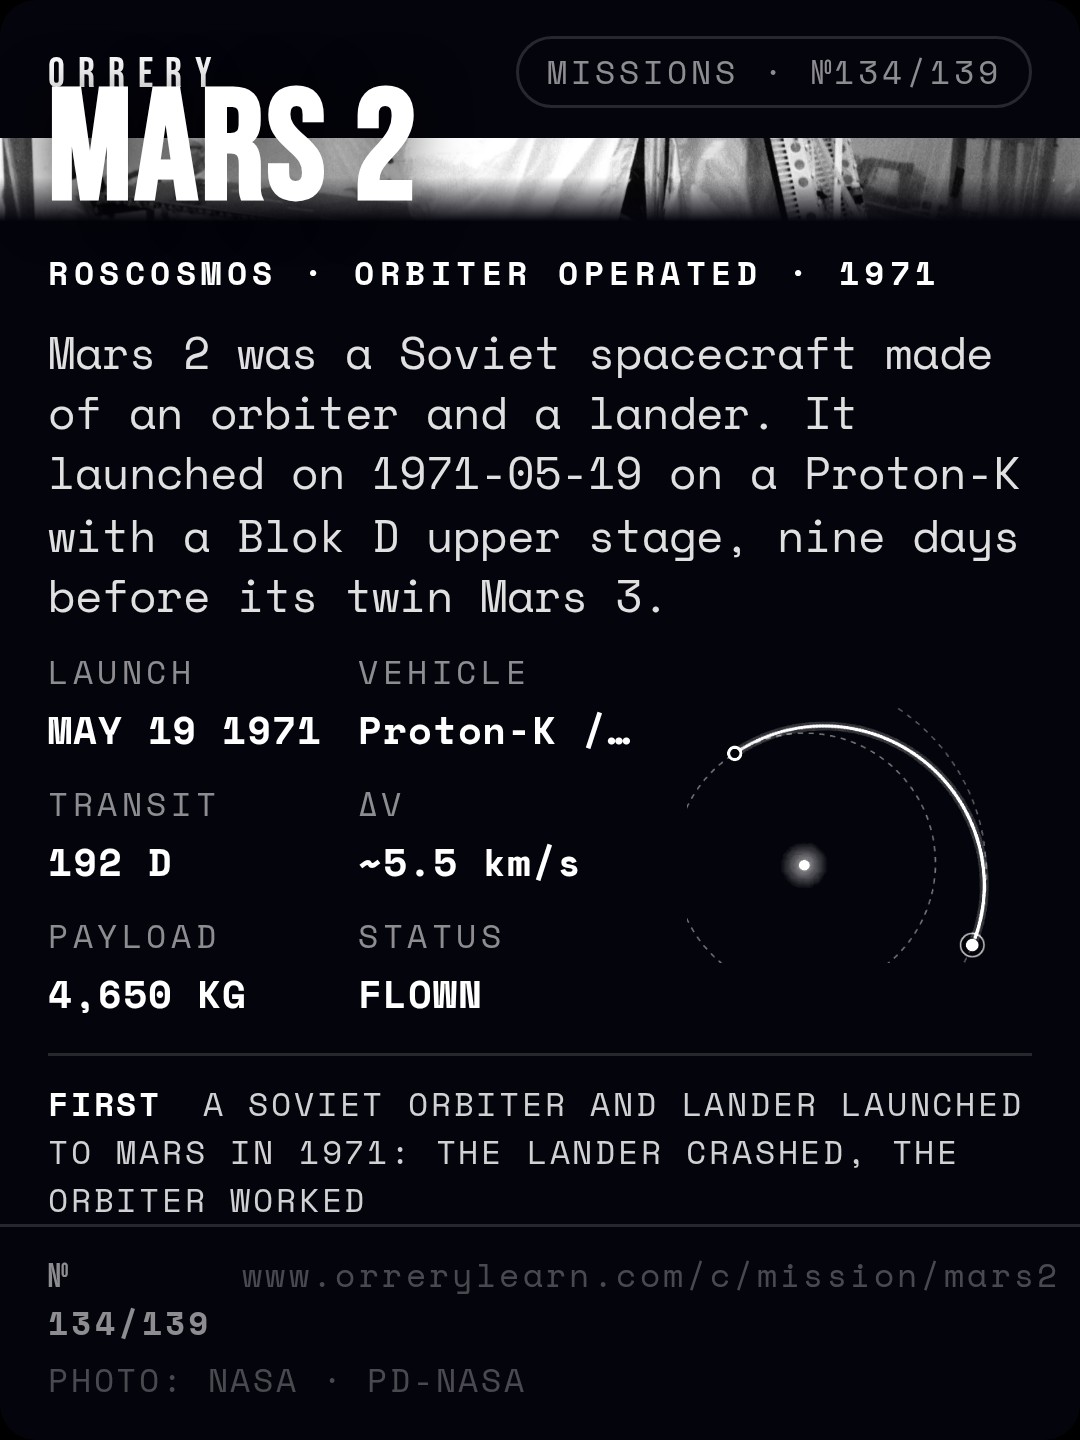 ORRERY
MISSIONS · №134/139
MARS 2
ROSCOSMOS · ORBITER OPERATED · 1971
Mars 2 was a Soviet spacecraft made
of an orbiter and a lander. It
launched on 1971-05-19 on a Proton-K
with a Blok D upper stage, nine days
before its twin Mars 3.
LAUNCH VEHICLE
MAY 19 1971 Proton-K /…
TRANSIT ΔV
192 D ~5.5 km/s
PAYLOAD STATUS
4,650 KG FLOWN
FIRST A SOVIET ORBITER AND LANDER LAUNCHED
TO MARS IN 1971: THE LANDER CRASHED, THE
ORBITER WORKED
№ www.orrerylearn.com/c/mission/mars2
134/139
PHOTO: NASA · PD-NASA